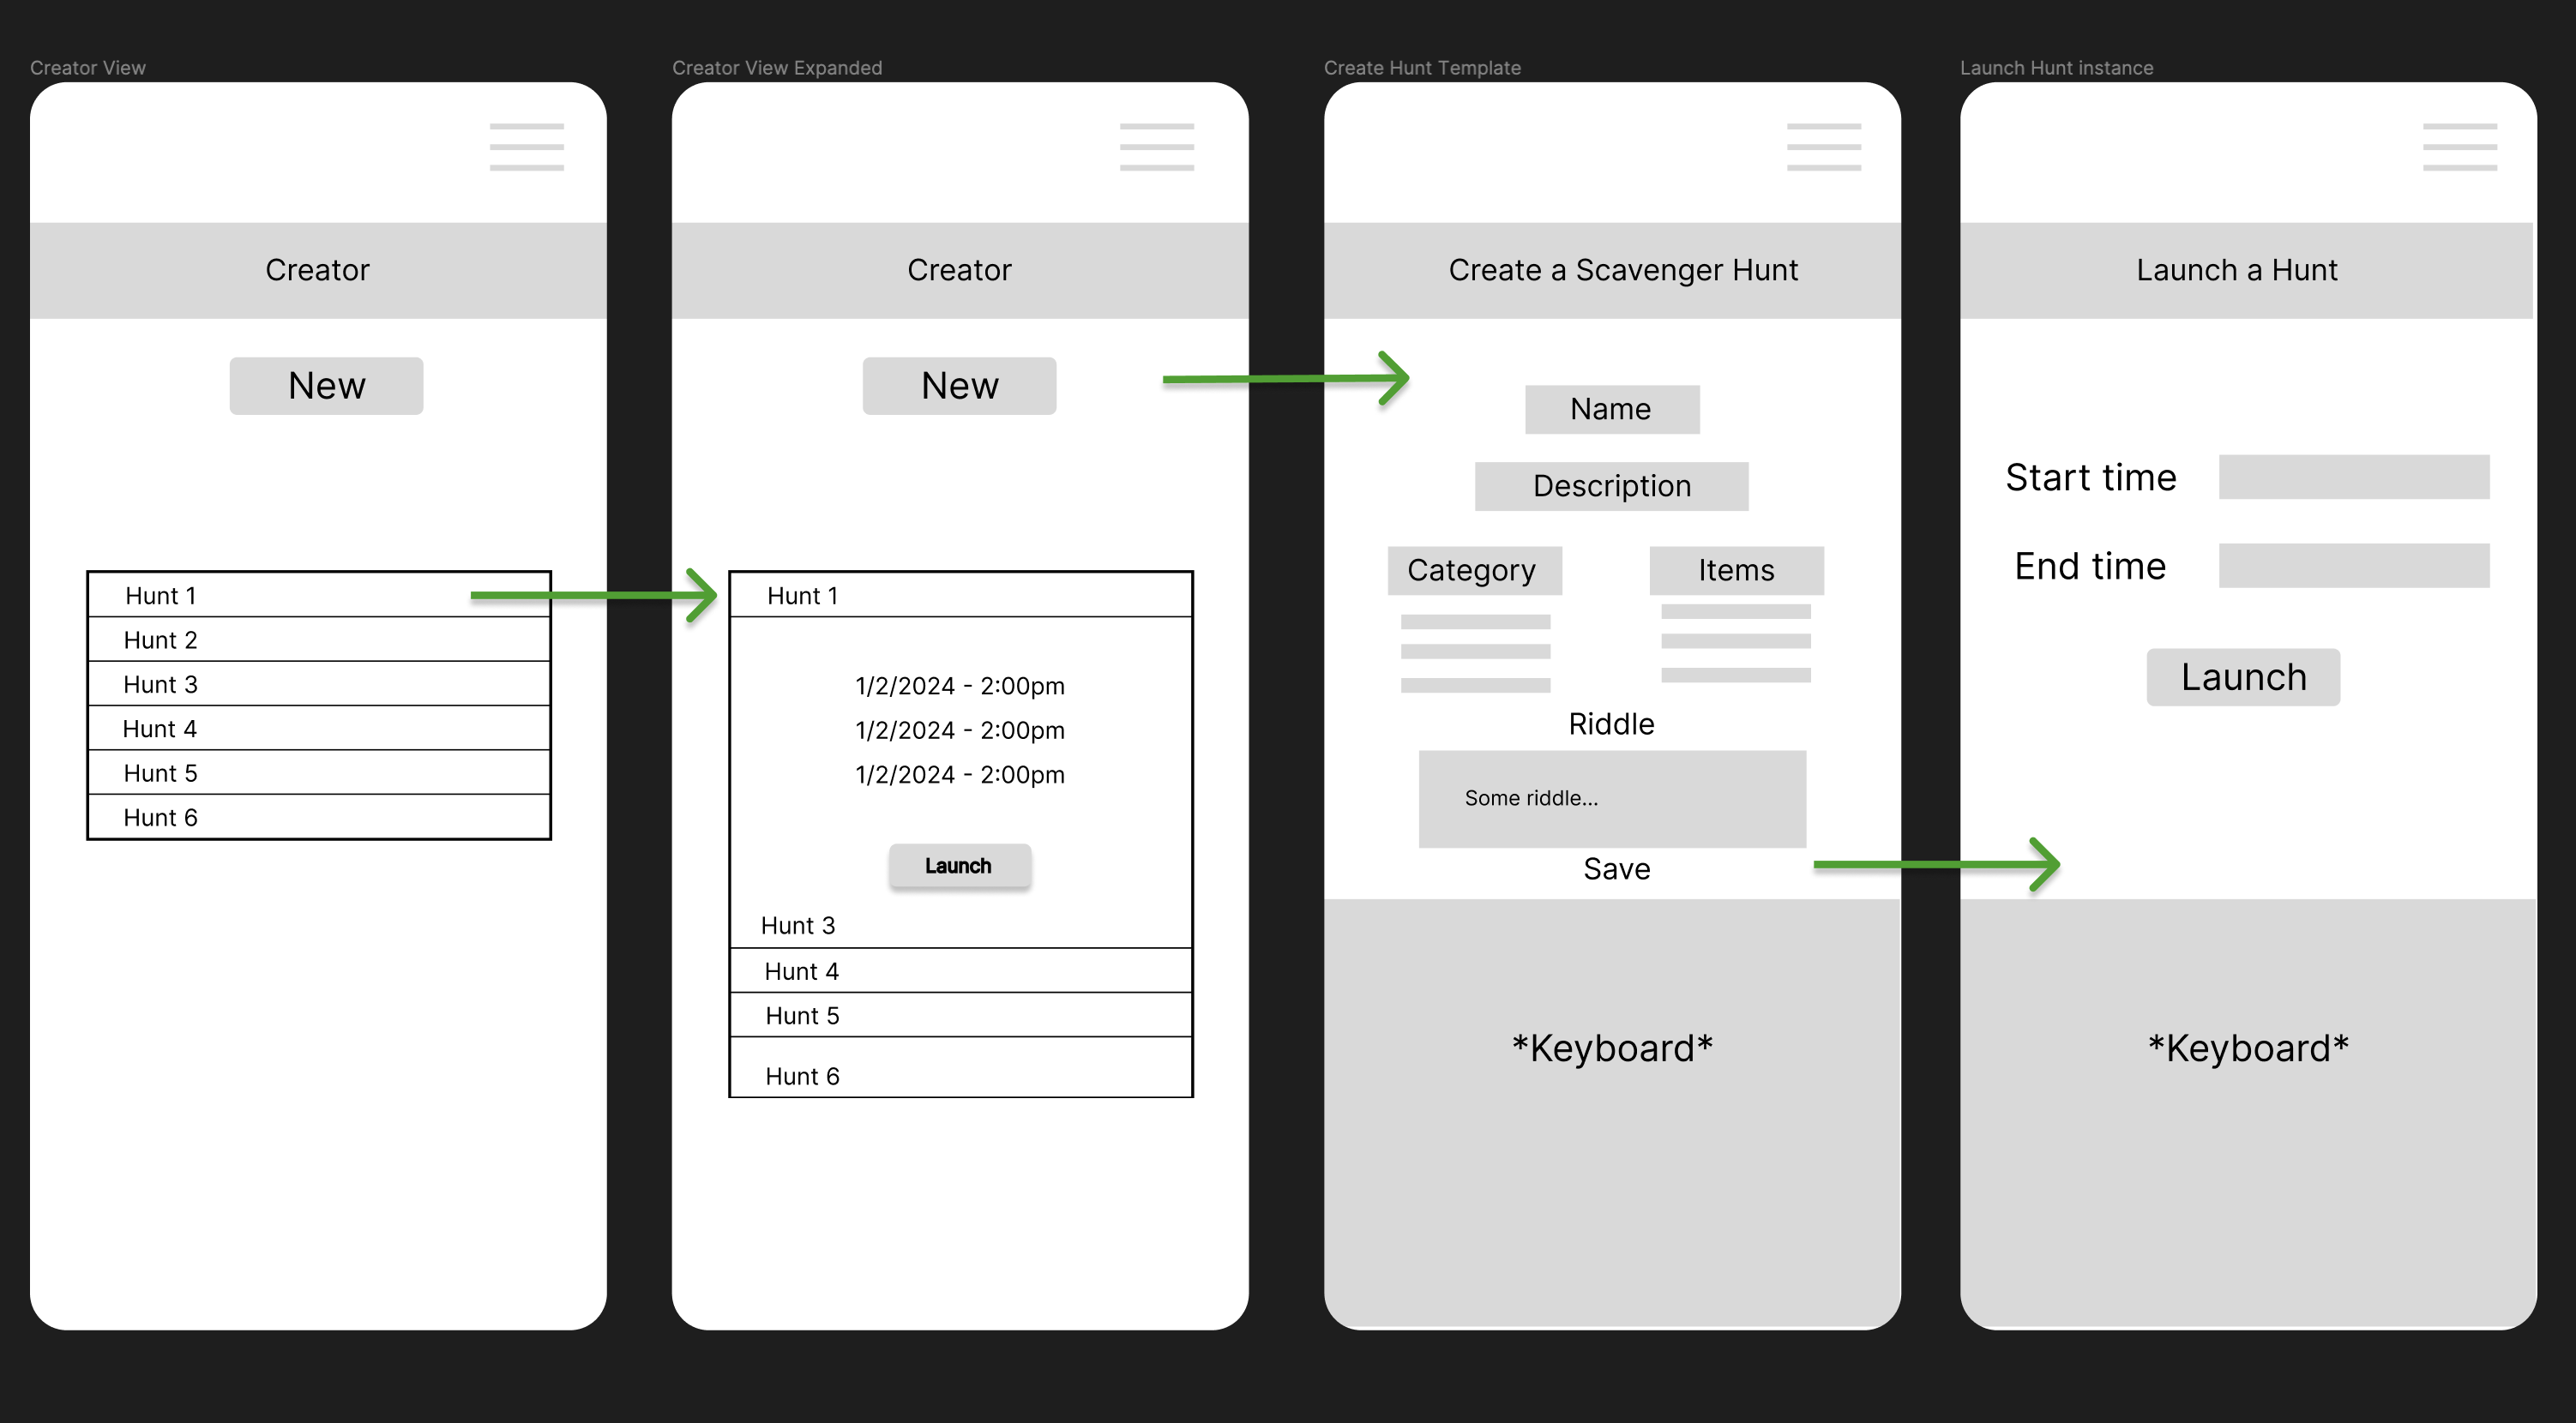 Creator View
Creator
New
Hunt 1
Hunt 2
Hunt 3
Hunt 4
Hunt 5
Hunt 6
Creator View Expanded
Creator
New
Hunt 1
1/2/2024 - 2:00pm
1/2/2024 - 2:00pm
1/2/2024 - 2:00pm
Launch
Hunt 3
Hunt 4
Hunt 5
Hunt 6
Create Hunt Template
Create a Scavenger Hunt
Name
Description
Category
Items
Riddle
Some riddle...
Save
*Keyboard*
Launch Hunt instance
Launch a Hunt
Start time
End time
Launch
*Keyboard*